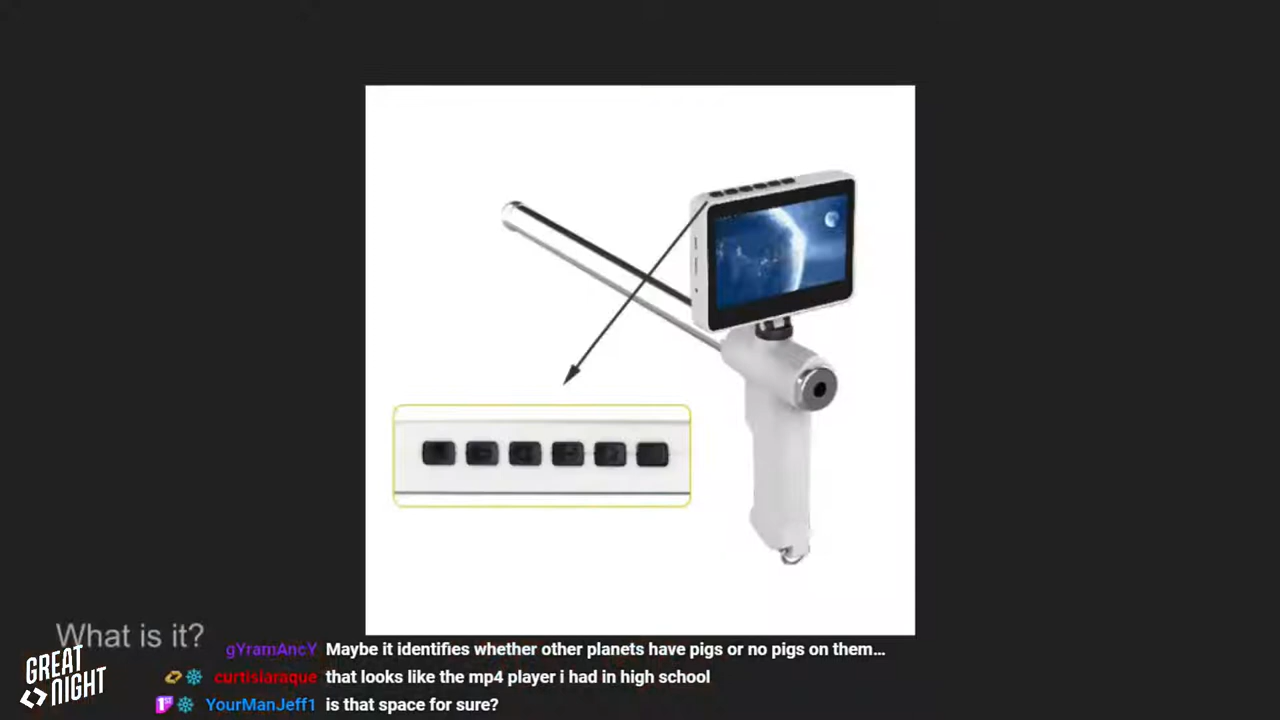 What is it?
GREAT
NIGHT
gYramAncY Maybe it identifies whether other planets have pigs or no pigs on them...
curtislaraque that looks like the mp4 player i had in high school
YourManJeff1 is that space for sure?